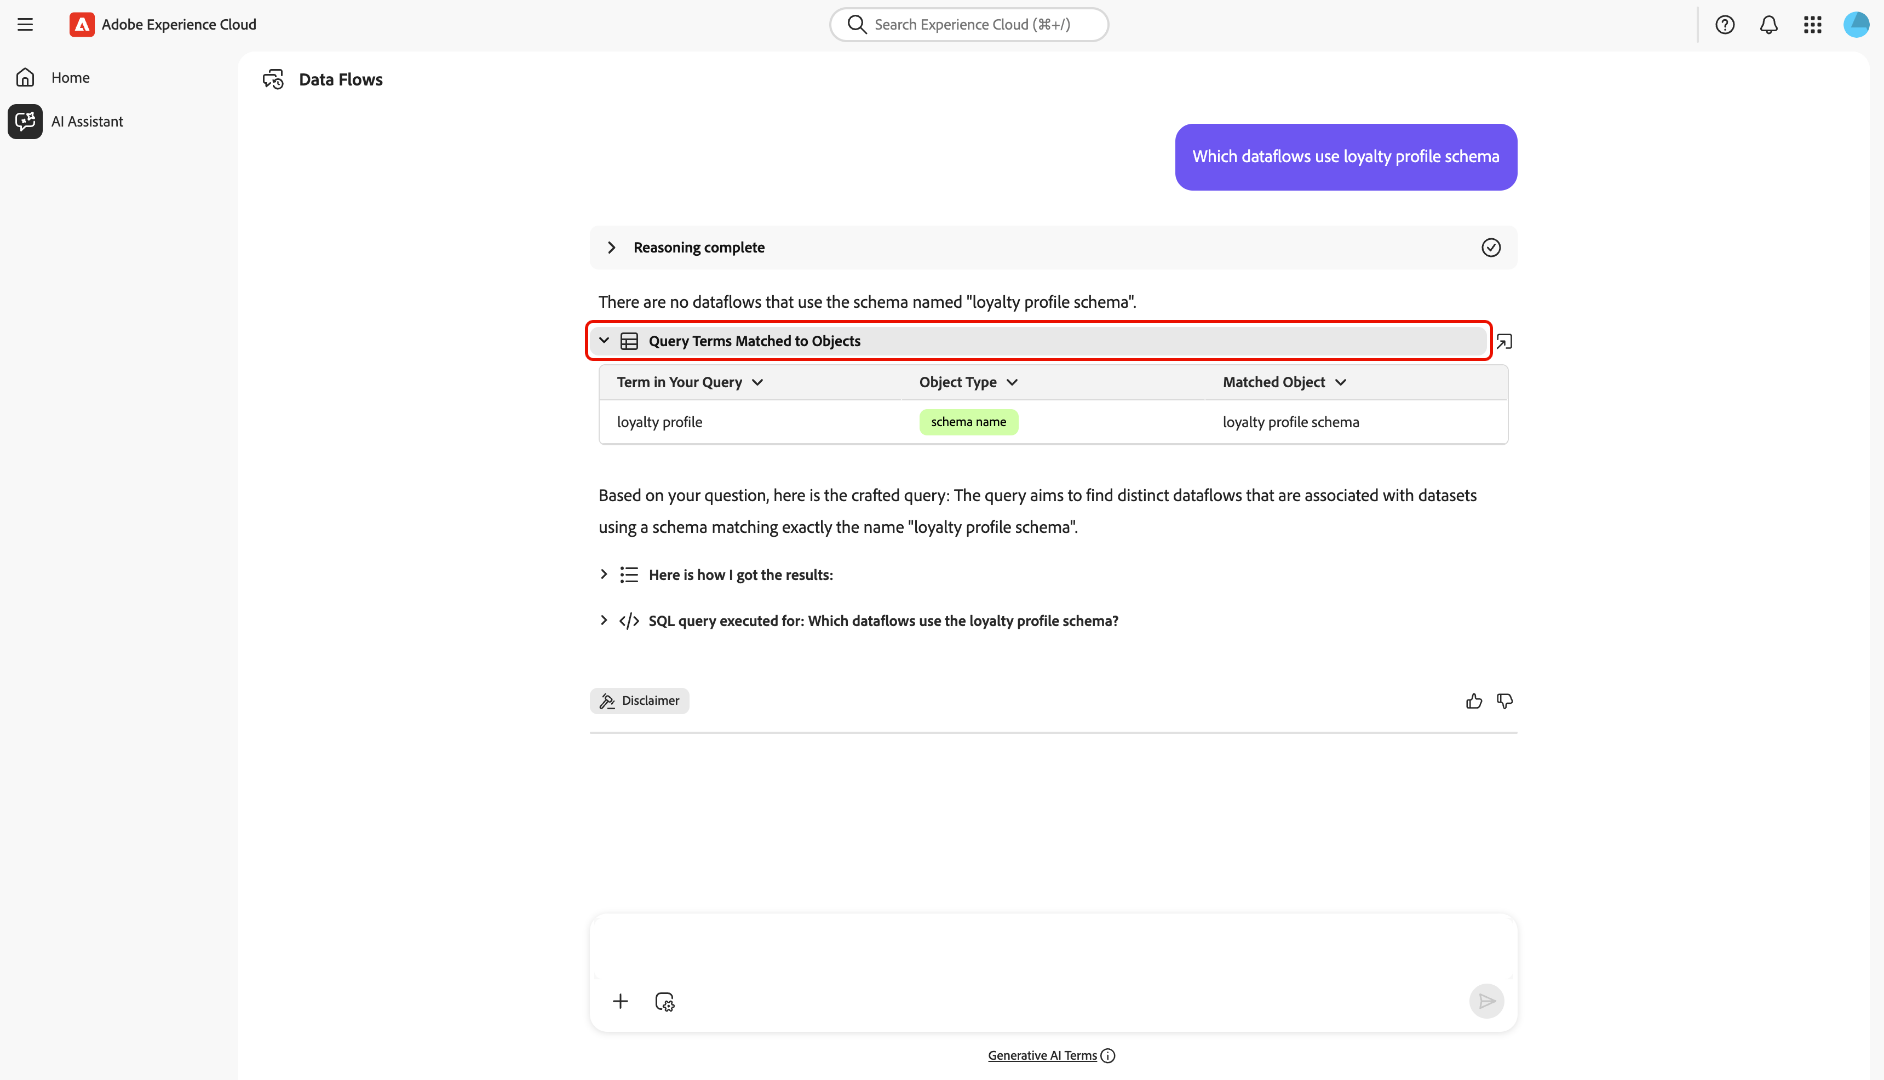 Adobe Experience Cloud
Search Experience Cloud (⌘+/)
Home
AI Assistant
Data Flows
Which dataflows use loyalty profile schema
Reasoning complete
There are no dataflows that use the schema named "loyalty profile schema".
Query Terms Matched to Objects
Term in Your Query Object Type Matched Object
loyalty profile schema name loyalty profile schema
Based on your question, here is the crafted query: The query aims to find distinct dataflows that are associated with datasets
using a schema matching exactly the name "loyalty profile schema".
Here is how I got the results:
SQL query executed for: Which dataflows use the loyalty profile schema?
Disclaimer
Generative AI Terms